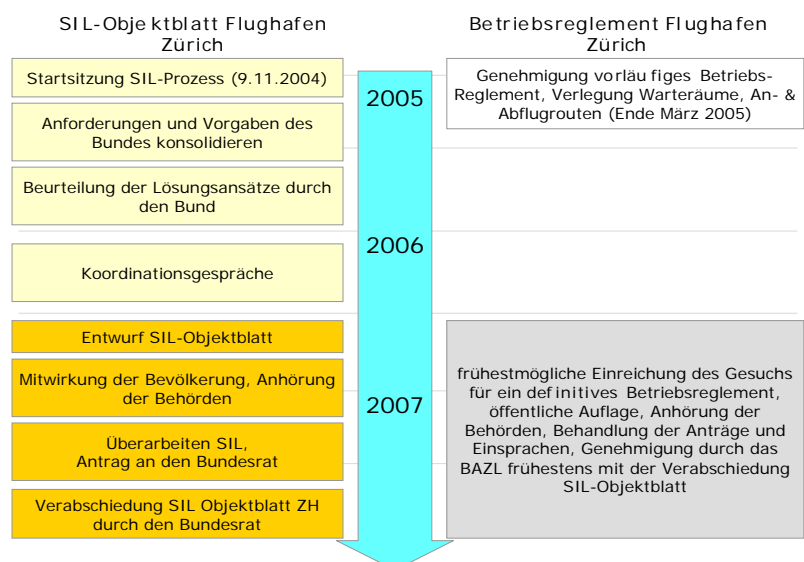 SIL-Objektblatt Flughafen
Zürich
Startsitzung SIL-Prozess (9.11.2004)
Anforderungen und Vorgaben des
Bundes konsolidieren
Beurteilung der Lösungsansätze durch
den Bund
Koordinationsgespräche
Entwurf SIL-Objektblatt
Mitwirkung der Bevölkerung, Anhörung
der Behörden
Überarbeiten SIL,
Antrag an den Bundesrat
Verabschiedung SIL Objektblatt ZH
durch den Bundesrat
2005
2006
2007
Betriebsreglement Flughafen
Zürich
Genehmigung vorläufiges Betriebs-
Reglement, Verlegung Warteräume, An- &
Abflugrouten (Ende März 2005)
frühestmögliche Einreichung des Gesuchs
für ein definitives Betriebsreglement,
öffentliche Auflage, Anhörung der
Behörden, Behandlung der Anträge und
Einsprachen, Genehmigung durch das
BAZL frühestens mit der Verabschiedung
SIL-Objektblatt